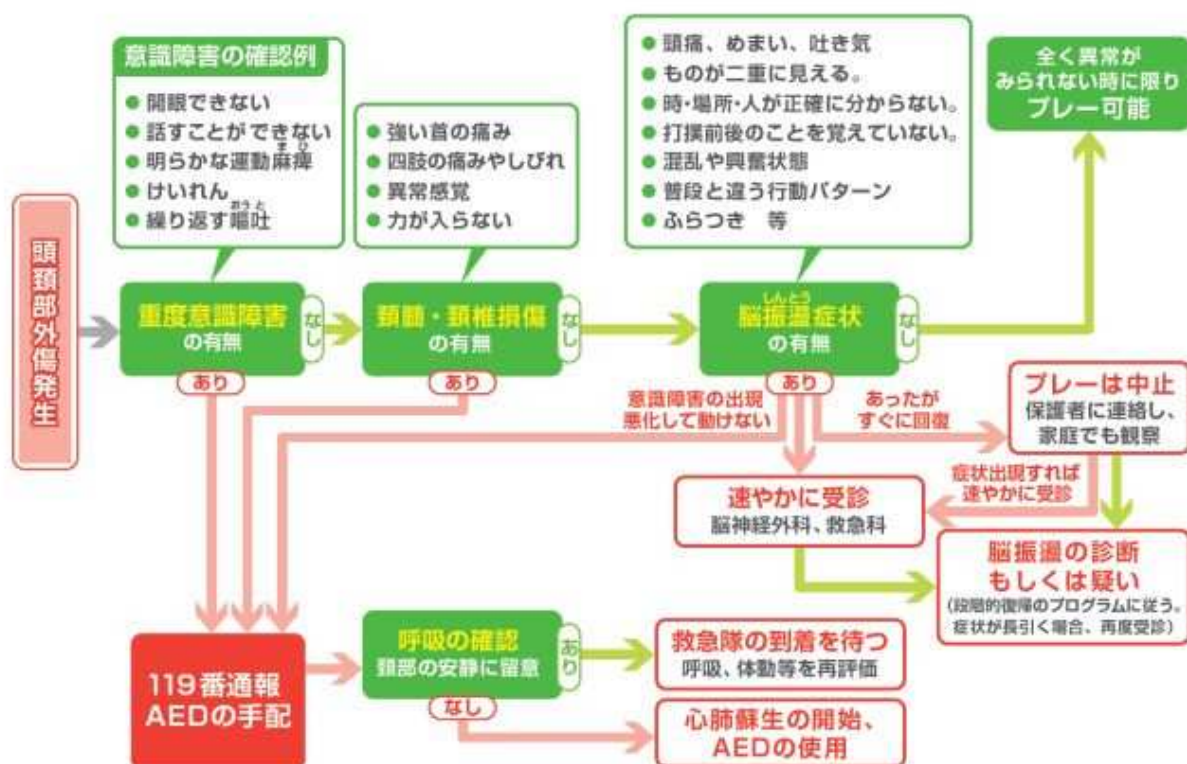 意識障害の確認例
● 開眼できない
● 話すことができない
● 明らかな運動麻痺
まひ
● けいれん
● 繰り返す嘔吐
おうと
● 強い首の痛み
● 四肢の痛みやしびれ
● 異常感覚
● 力が入らない
● 頭痛、めまい、吐き気
● ものが二重に見える。
● 時・場所・人が正確に分からない。
● 打撲前後のことを覚えていない。
● 混乱や興奮状態
● 普段と違う行動パターン
● ふらつき 等
全く異常が
みられない時に限り
プレー可能
頭頚部外傷発生
重度意識障害
の有無
なし
あり
頚髄・頚椎損傷
の有無
なし
あり
しんとう
脳振盪症状
の有無
なし
あり
意識障害の出現
悪化して動けない
あったが
すぐに回復
プレーは中止
保護者に連絡し、
家庭でも観察
症状出現すれば
速やかに受診
速やかに受診
脳神経外科、救急科
脳振盪の診断
もしくは疑い
(段階的復帰のプログラムに従う。
症状が長引く場合、再度受診)
119番通報
AEDの手配
呼吸の確認
頚部の安静に留意
あり
なし
救急隊の到着を待つ
呼吸、体動等を再評価
心肺蘇生の開始、
AEDの使用